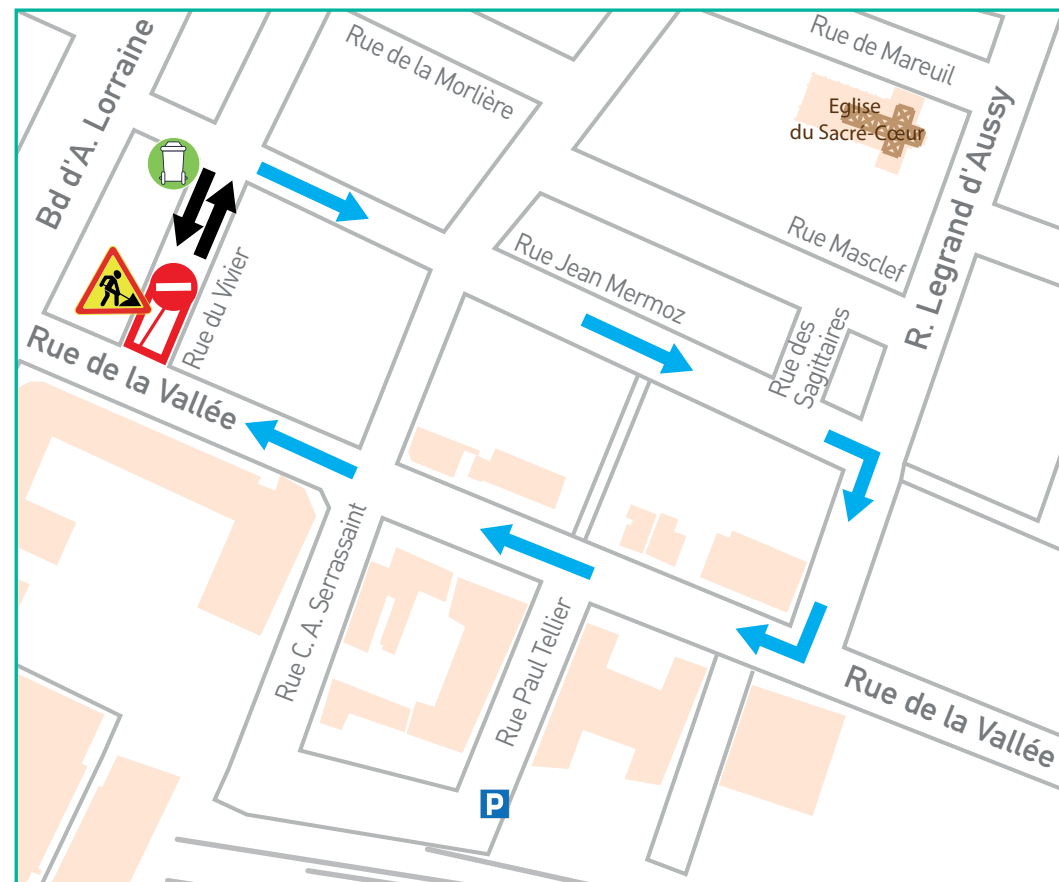 Bd d'A. Lorraine
Rue de la Morlière
Rue de Mareuil
Eglise
du Sacré-Cœur
R. Legrand d'Aussy
Rue Masclef
Rue Jean Mermoz
Rue du Vivier
Rue des
Sagittaires
Rue de la Vallée
Rue C. A. Serrassaint
Rue Paul Tellier
Rue de la Vallée
P